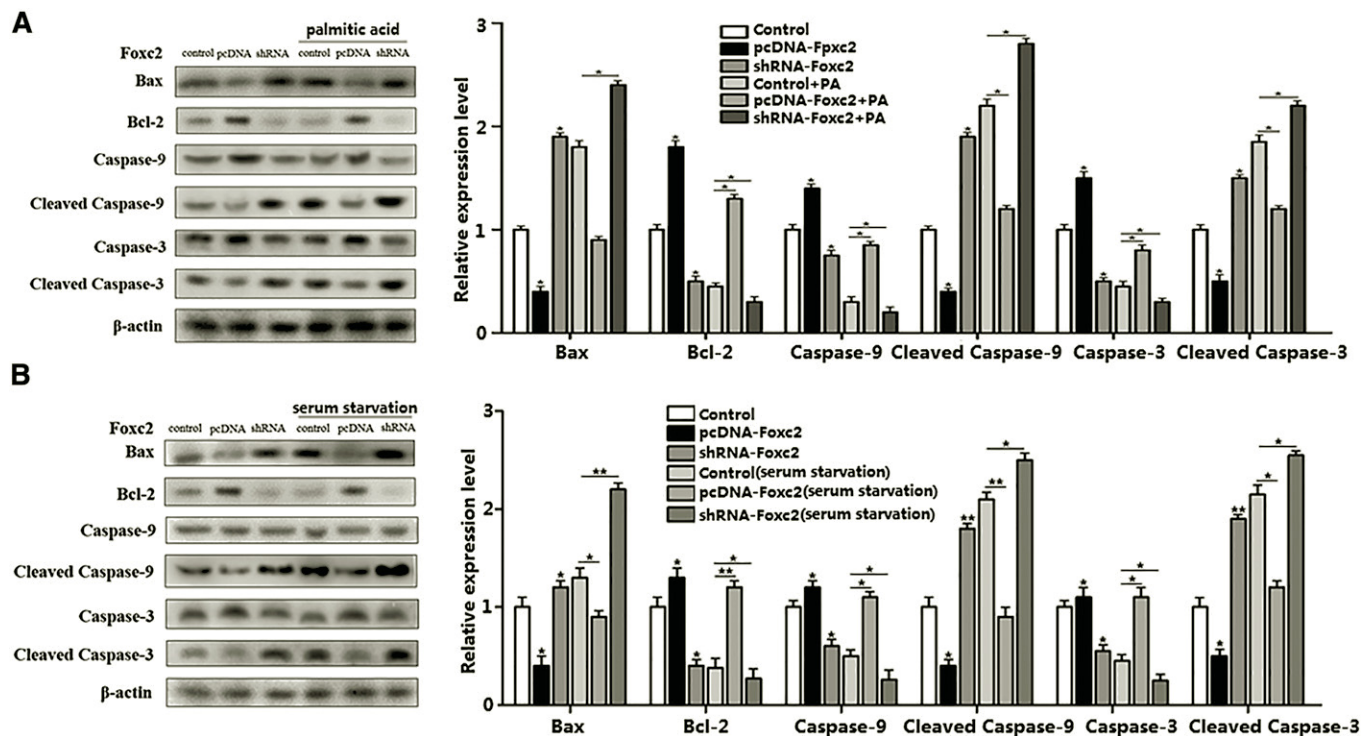 A
palmitic acid
Foxc2 control pcDNA shRNA control pcDNA shRNA
Bax
Bcl-2
Caspase-9
Cleaved Caspase-9
Caspase-3
Cleaved Caspase-3
β-actin
Relative expression level
3
2
1
0
Control
pcDNA-Fpxc2
shRNA-Foxc2
Control+PA
pcDNA-Foxc2+PA
shRNA-Foxc2+PA
* * * * * * * * * * * * * * * * * * * * *
Bax Bcl-2 Caspase-9 Cleaved Caspase-9 Caspase-3 Cleaved Caspase-3
B
serum starvation
Foxc2 control pcDNA shRNA control pcDNA shRNA
Bax
Bcl-2
Caspase-9
Cleaved Caspase-9
Caspase-3
Cleaved Caspase-3
β-actin
Relative expression level
3
2
1
0
Control
pcDNA-Foxc2
shRNA-Foxc2
Control(serum starvation)
pcDNA-Foxc2(serum starvation)
shRNA-Foxc2(serum starvation)
* * * ** * * ** * * * * * * ** ** * * * * * * ** * *
Bax Bcl-2 Caspase-9 Cleaved Caspase-9 Caspase-3 Cleaved Caspase-3